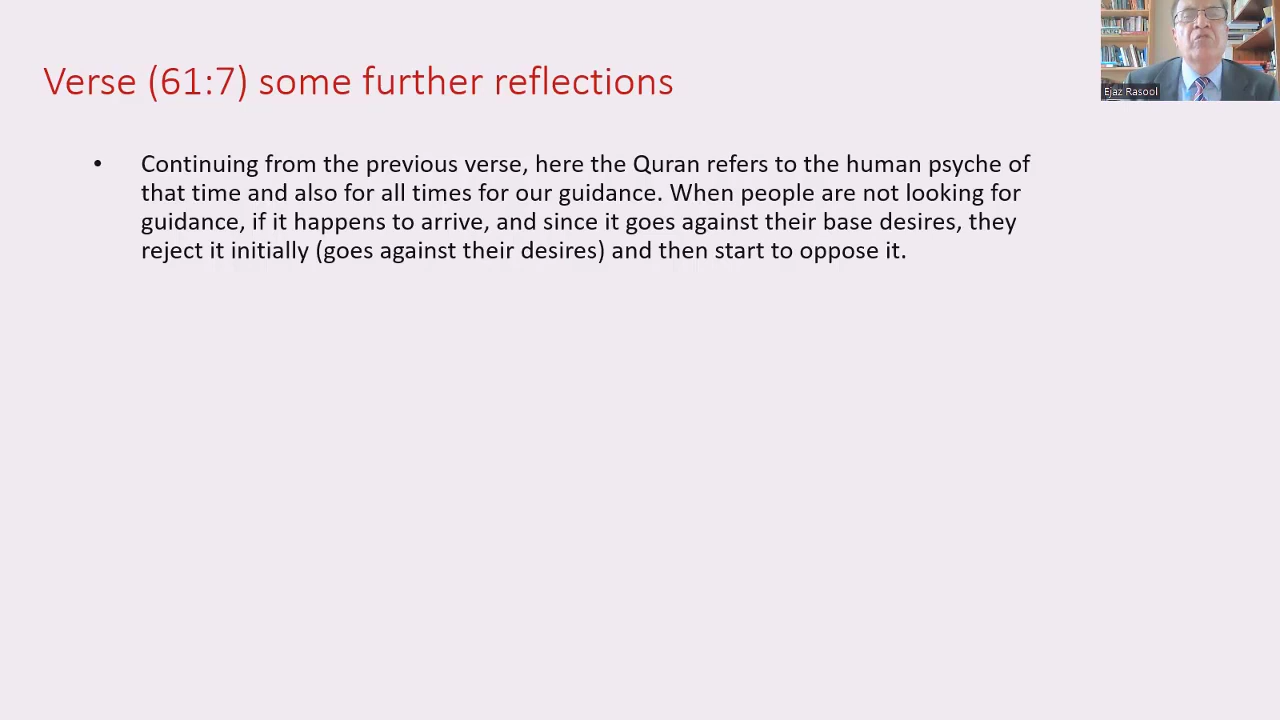 Verse (61:7) some further reflections
Ejaz Rasool
• Continuing from the previous verse, here the Quran refers to the human psyche of
that time and also for all times for our guidance. When people are not looking for
guidance, if it happens to arrive, and since it goes against their base desires, they
reject it initially (goes against their desires) and then start to oppose it.